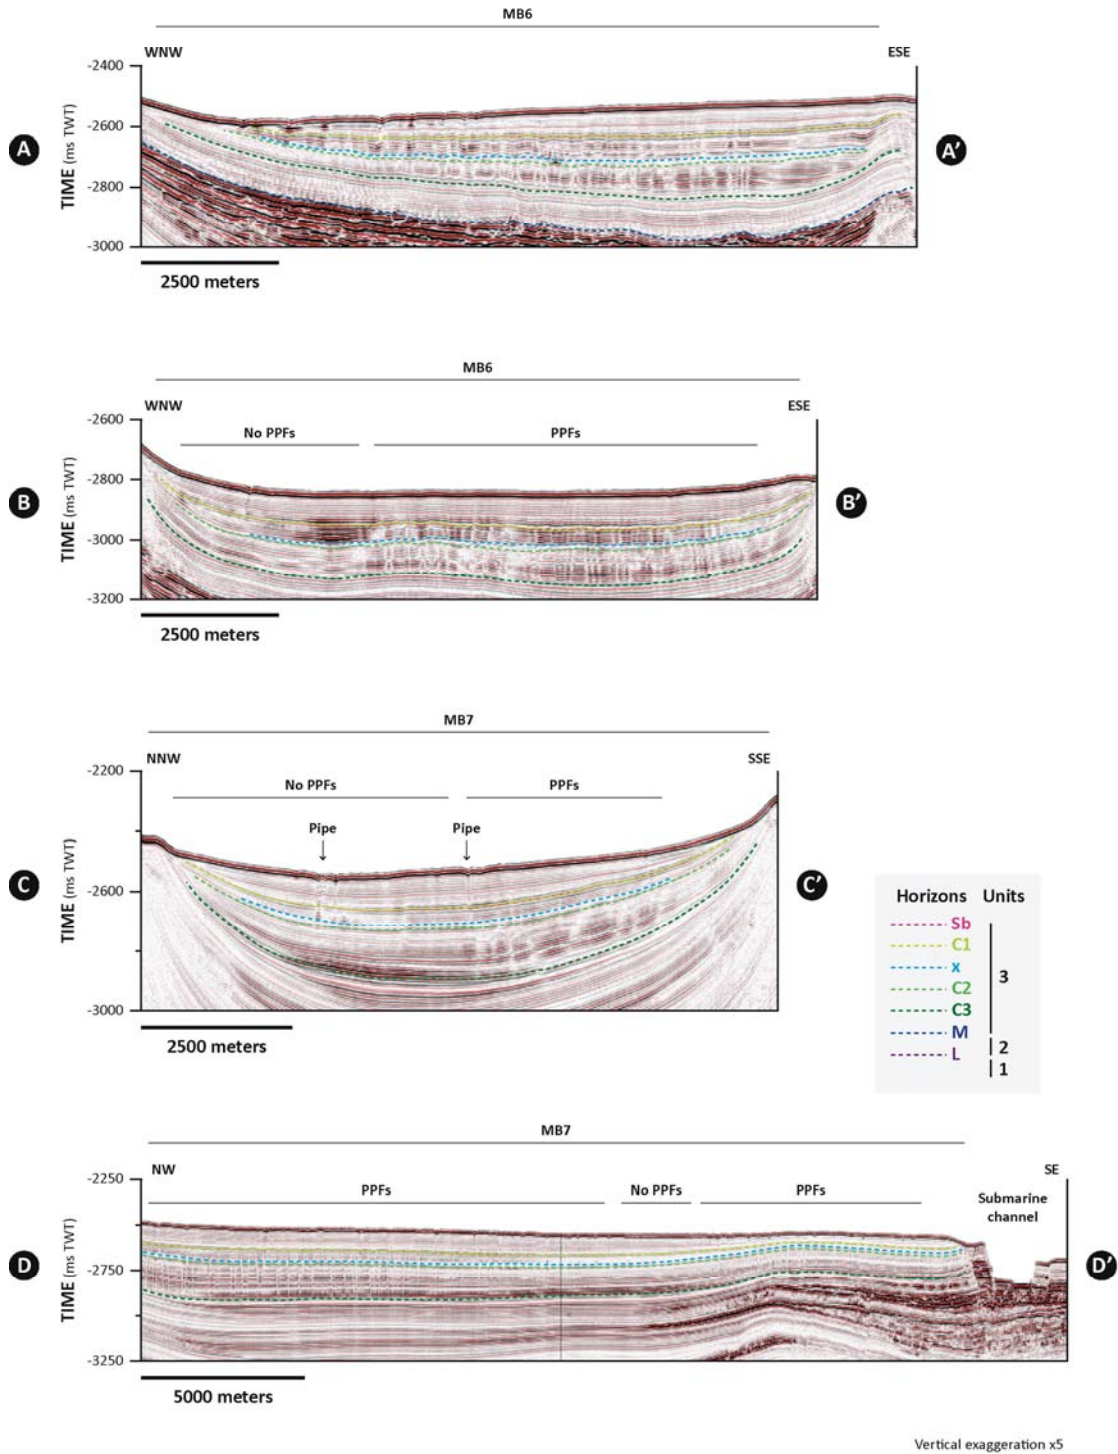 MB6
WNW
ESE
-2400
-2600
-2800
-3000
TIME (ms TWT)
A
A’
2500 meters
MB6
WNW
ESE
No PPFs
PPFs
-2600
-2800
-3000
-3200
TIME (ms TWT)
B
B’
2500 meters
MB7
NNW
SSE
No PPFs
PPFs
Pipe
Pipe
-2200
-2600
-3000
TIME (ms TWT)
C
C’
2500 meters
Horizons Units
Sb
C1
x
C2
C3
M
L
3
2
1
MB7
NW
SE
PPFs
No PPFs
PPFs
Submarine
channel
-2250
-2750
-3250
TIME (ms TWT)
D
D’
5000 meters
Vertical exaggeration x5